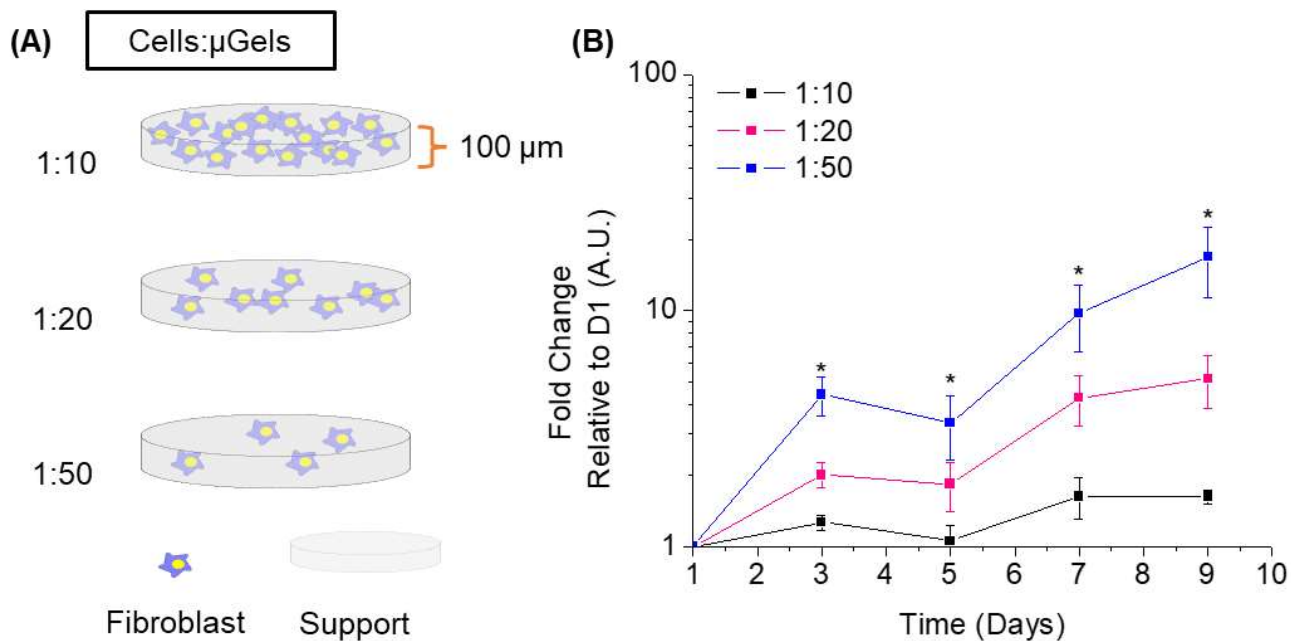 (A)
Cells:µGels
1:10
100 µm
1:20
1:50
Fibroblast
Support
(B)
100
10
1
Fold Change
Relative to D1 (A.U.)
1:10
1:20
1:50
*
*
*
*
1 2 3 4 5 6 7 8 9 10
Time (Days)